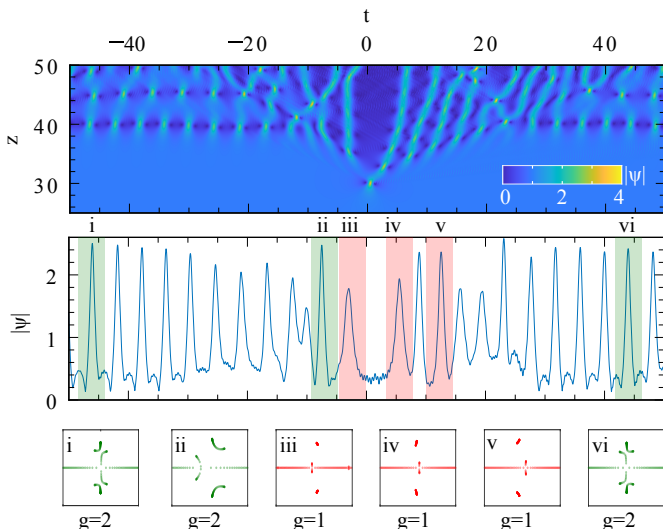 t
−40 −20 0 20 40
50
40
30
z
|ψ|
0 2 4
i ii iii iv v vi
2
1
0
|ψ|
i ii iii iv v vi
g=2 g=2 g=1 g=1 g=1 g=2